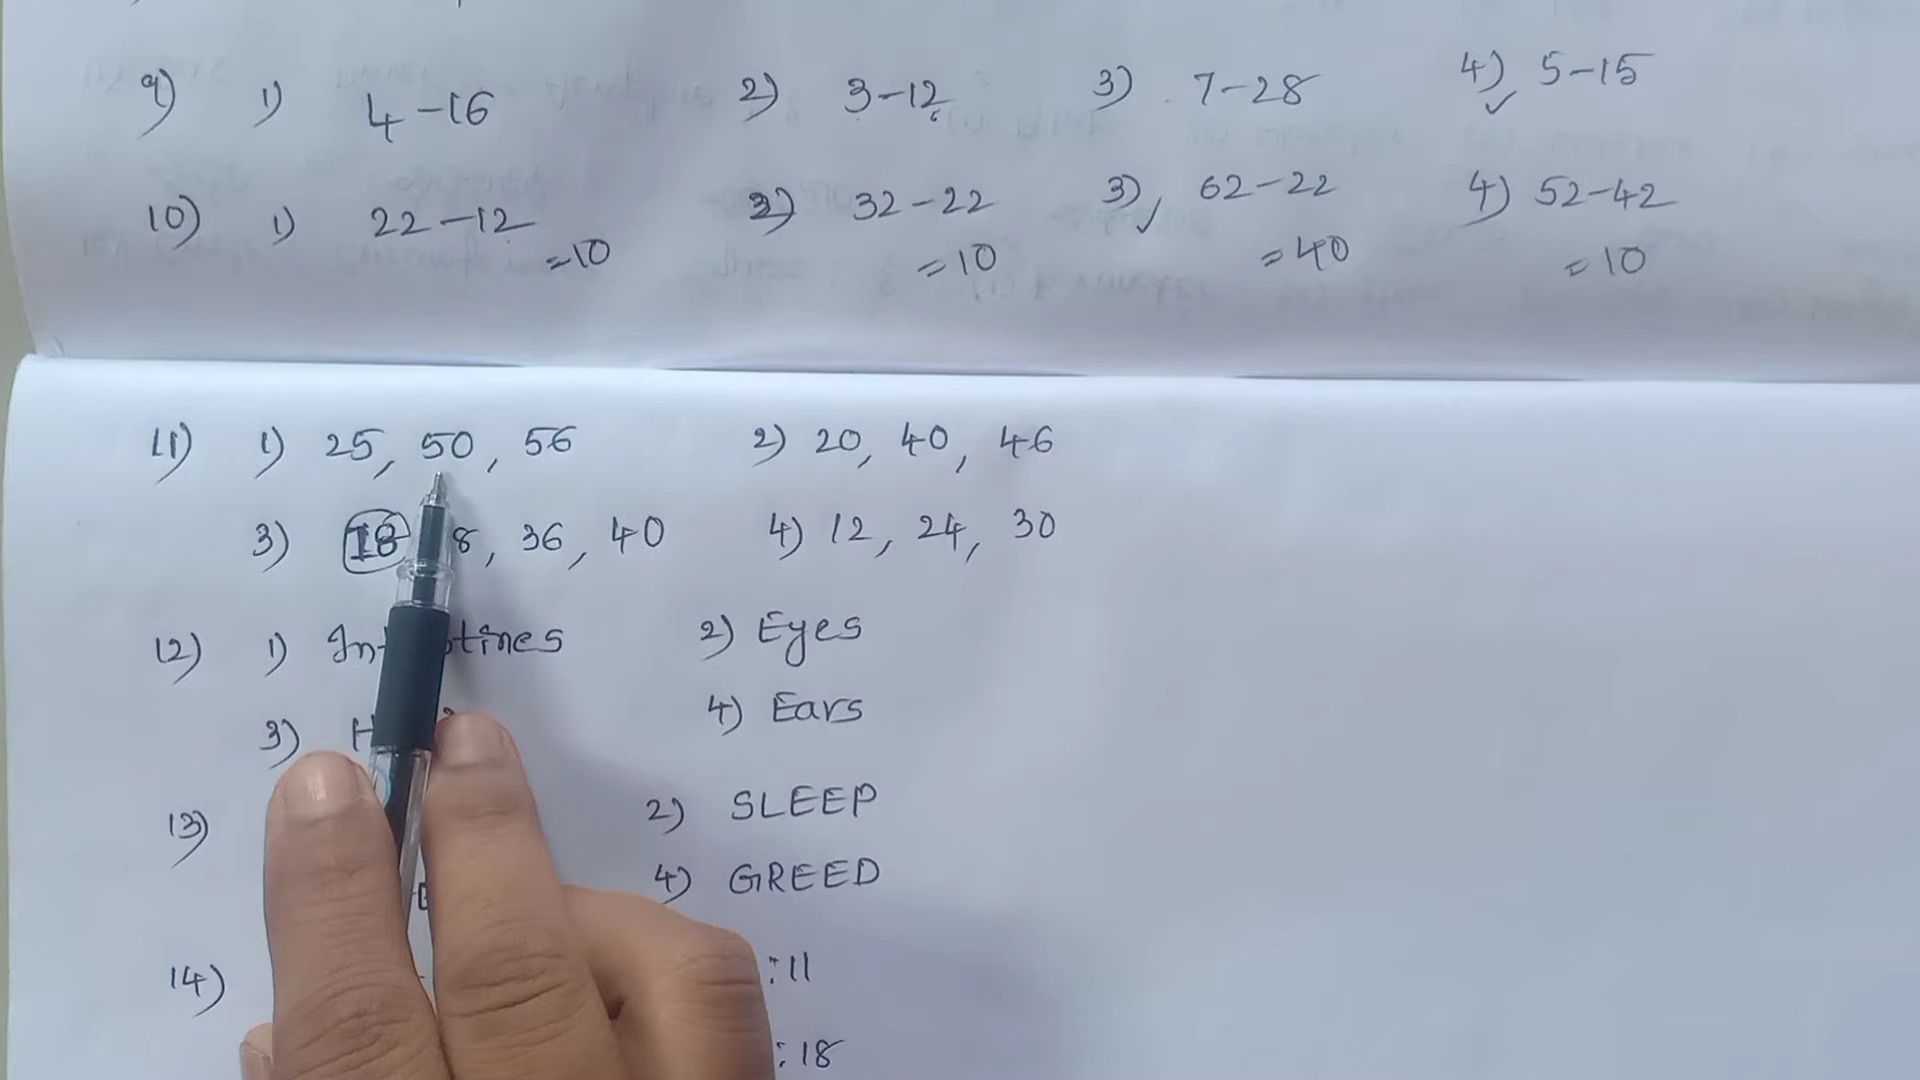 9) 1) 4-16 2) 3-12 3) 7-28 4) 5-15
10) 1) 22-12 2) 32-22 3) 62-22 4) 52-42
=10 =10 =40 =10
11) 1) 25, 50, 56 2) 20, 40, 46
3) 8, 36, 40 4) 12, 24, 30
12) 1) 2) Eyes
3) 4) Ears
13) 2) SLEEP
4) GREED
14) :11
:18